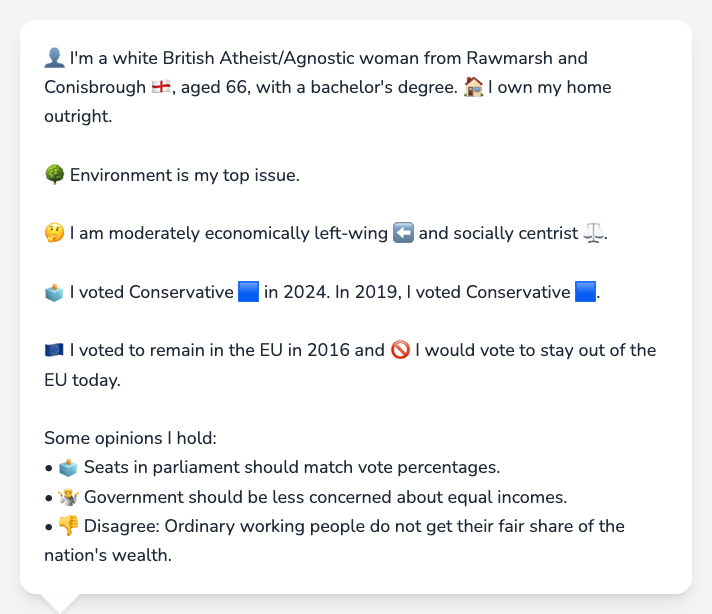 👤 I'm a white British Atheist/Agnostic woman from Rawmarsh and
Conisbrough 🏴󠁧󠁢󠁥󠁮󠁧󠁿, aged 66, with a bachelor's degree. 🏠 I own my home
outright.
🌳 Environment is my top issue.
🤔 I am moderately economically left-wing ⬅️ and socially centrist ⚖️.
🗳️ I voted Conservative 🟦 in 2024. In 2019, I voted Conservative 🟦.
🇪🇺 I voted to remain in the EU in 2016 and 🚫 I would vote to stay out of the
EU today.
Some opinions I hold:
• 🗳️ Seats in parliament should match vote percentages.
• 🤷 Government should be less concerned about equal incomes.
• 👎 Disagree: Ordinary working people do not get their fair share of the
nation's wealth.